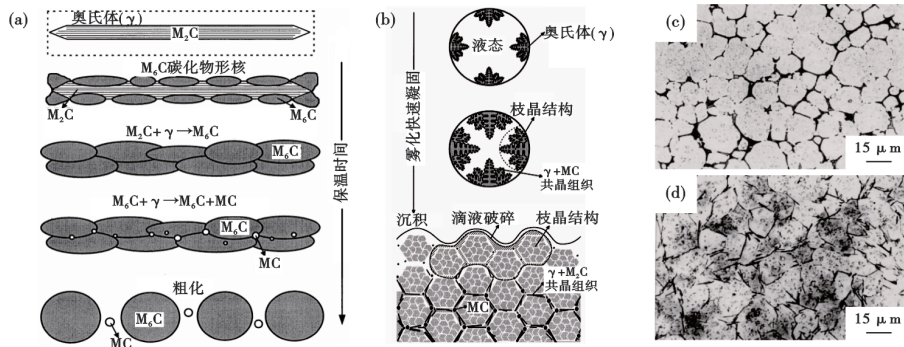 (a)
奥氏体(γ)
M₂C
M₆C碳化物形核
M₂C
M₆C
M₂C+γ→M₆C
M₆C
M₆C+γ→M₆C+MC
M₆C
MC
粗化
M₆C
MC
保温时间
(b)
液态
奥氏体(γ)
雾化快速凝固
枝晶结构
γ+MC
共晶组织
沉积
滴液破碎
枝晶结构
γ+M₂C
共晶组织
MC
(c)
15 μm
(d)
15 μm